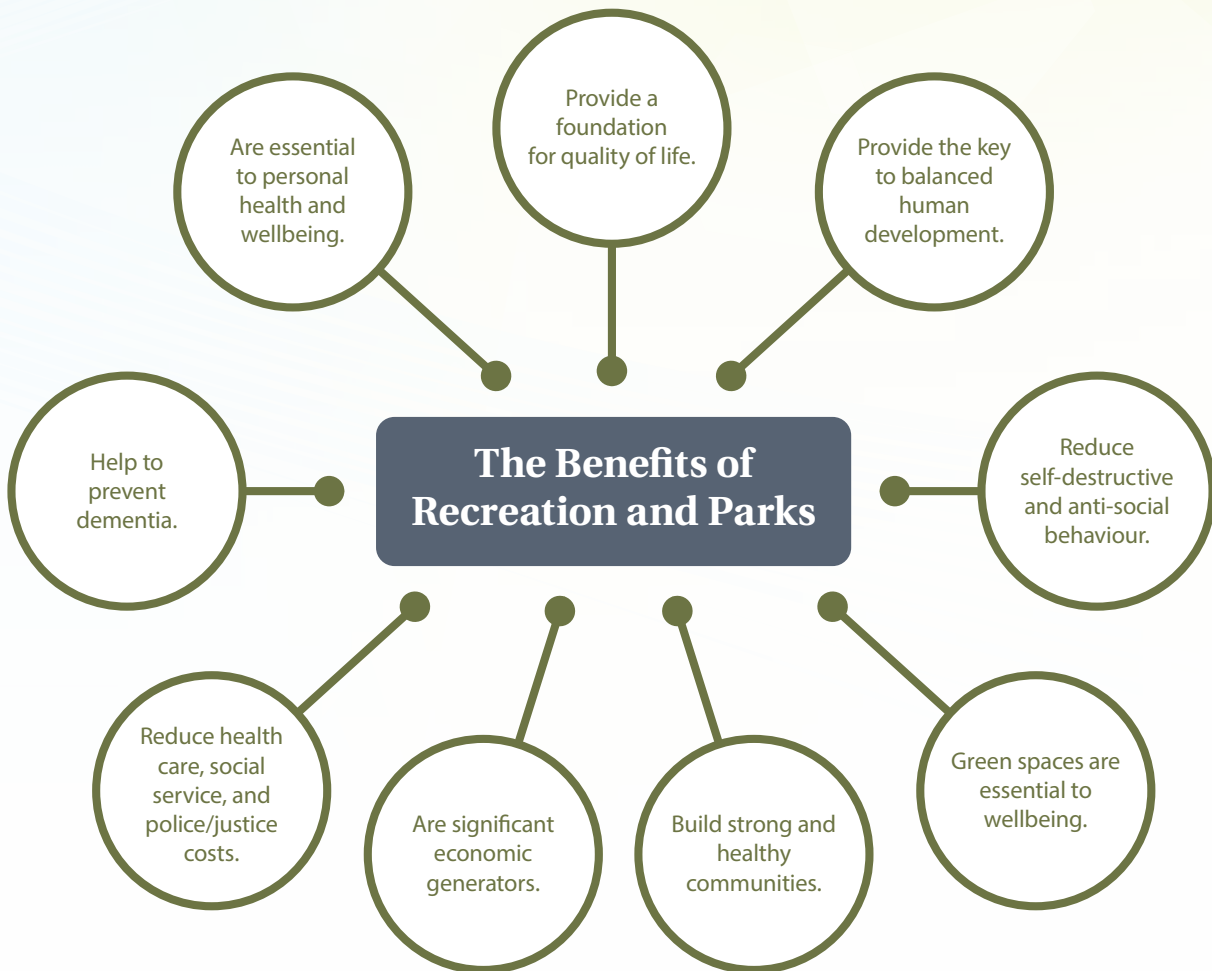 Provide a
foundation
for quality of life.
Are essential
to personal
health and
wellbeing.
Provide the key
to balanced
human
development.
Help to
prevent
dementia.
The Benefits of
Recreation and Parks
Reduce
self-destructive
and anti-social
behaviour.
Reduce health
care, social
service, and
police/justice
costs.
Are significant
economic
generators.
Build strong and
healthy
communities.
Green spaces are
essential to
wellbeing.